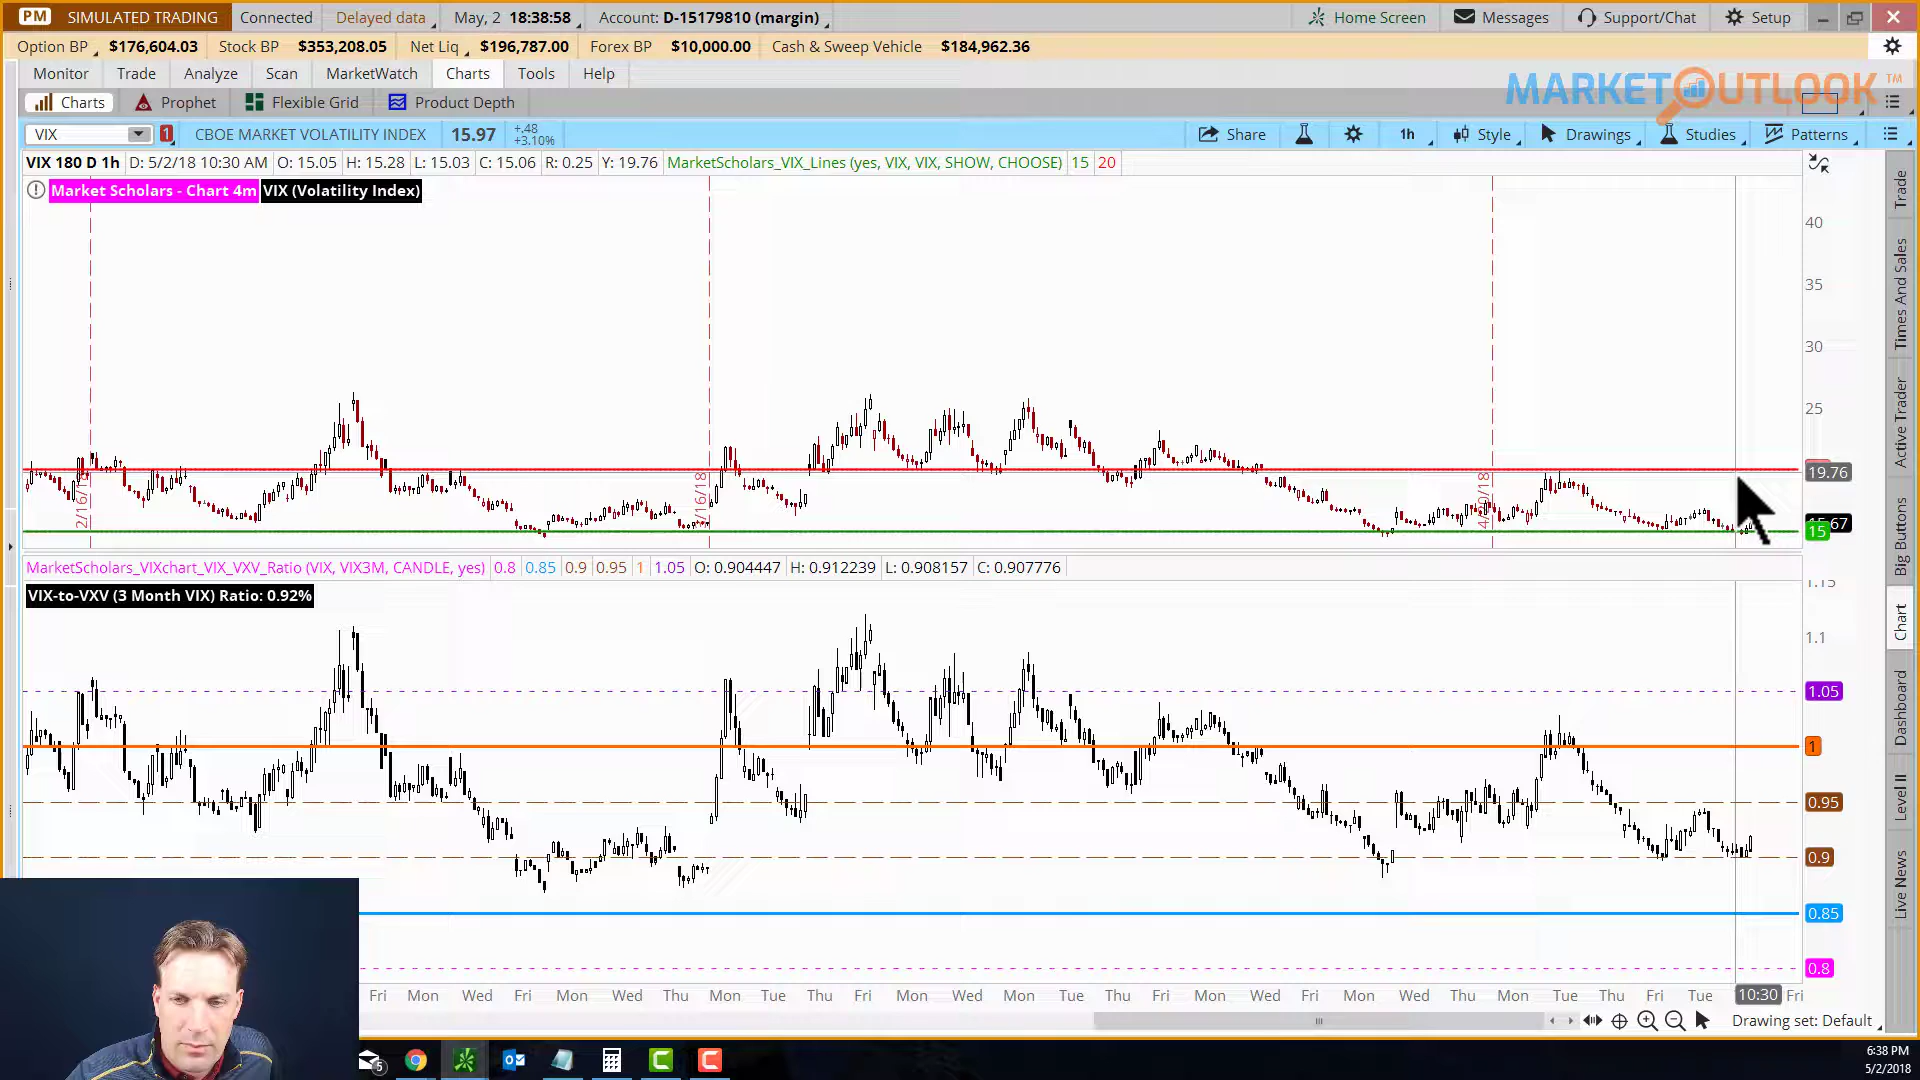 PM SIMULATED TRADING Connected Delayed data May, 2 18:38:58 Account: D-15179810 (margin) Home Screen Messages Support/Chat Setup
Option BP $176,604.03 Stock BP $353,208.05 Net Liq $196,787.00 Forex BP $10,000.00 Cash & Sweep Vehicle $184,962.36
Monitor Trade Analyze Scan MarketWatch Charts Tools Help
MARKETOUTLOOK TM
Charts Prophet Flexible Grid Product Depth
VIX 1 CBOE MARKET VOLATILITY INDEX 15.97 +.48 +3.10% Share 1h Style Drawings Studies Patterns
VIX 180 D 1h D: 5/2/18 10:30 AM O: 15.05 H: 15.28 L: 15.03 C: 15.06 R: 0.25 Y: 19.76 MarketScholars_VIX_Lines (yes, VIX, VIX, SHOW, CHOOSE) 15 20
Market Scholars - Chart 4m VIX (Volatility Index)
40
35
30
25
19.76
15
2/16/18
4/20/18
MarketScholars_VIXchart_VIX_VXV_Ratio (VIX, VIX3M, CANDLE, yes) 0.8 0.85 0.9 0.95 1 1.05 O: 0.904447 H: 0.912239 L: 0.908157 C: 0.907776
VIX-to-VXV (3 Month VIX) Ratio: 0.92%
1.1
1.05
1
0.95
0.9
0.85
0.8
Fri Mon Wed Fri Mon Wed Thu Mon Tue Thu Fri Mon Wed Mon Tue Thu Fri Mon Wed Fri Mon Wed Thu Mon Tue Thu Fri Tue 10:30 Fri
Drawing set: Default
Trade
Times And Sales
Active Trader
Big Buttons
Chart
Dashboard
Level II
Live News
5
6:38 PM
5/2/2018